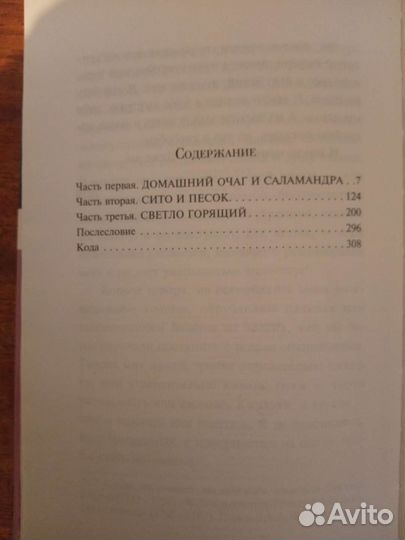 Содержание
Часть первая. ДОМАШНИЙ ОЧАГ И САЛАМАНДРА . . 7
Часть вторая. СИТО И ПЕСОК. . . . . . . . . . . . . . . . . . 124
Часть третья. СВЕТЛО ГОРЯЩИЙ . . . . . . . . . . . . . . 200
Послесловие . . . . . . . . . . . . . . . . . . . . . . . . . . . . . . 296
Кода . . . . . . . . . . . . . . . . . . . . . . . . . . . . . . . . . . . . 308
Avito